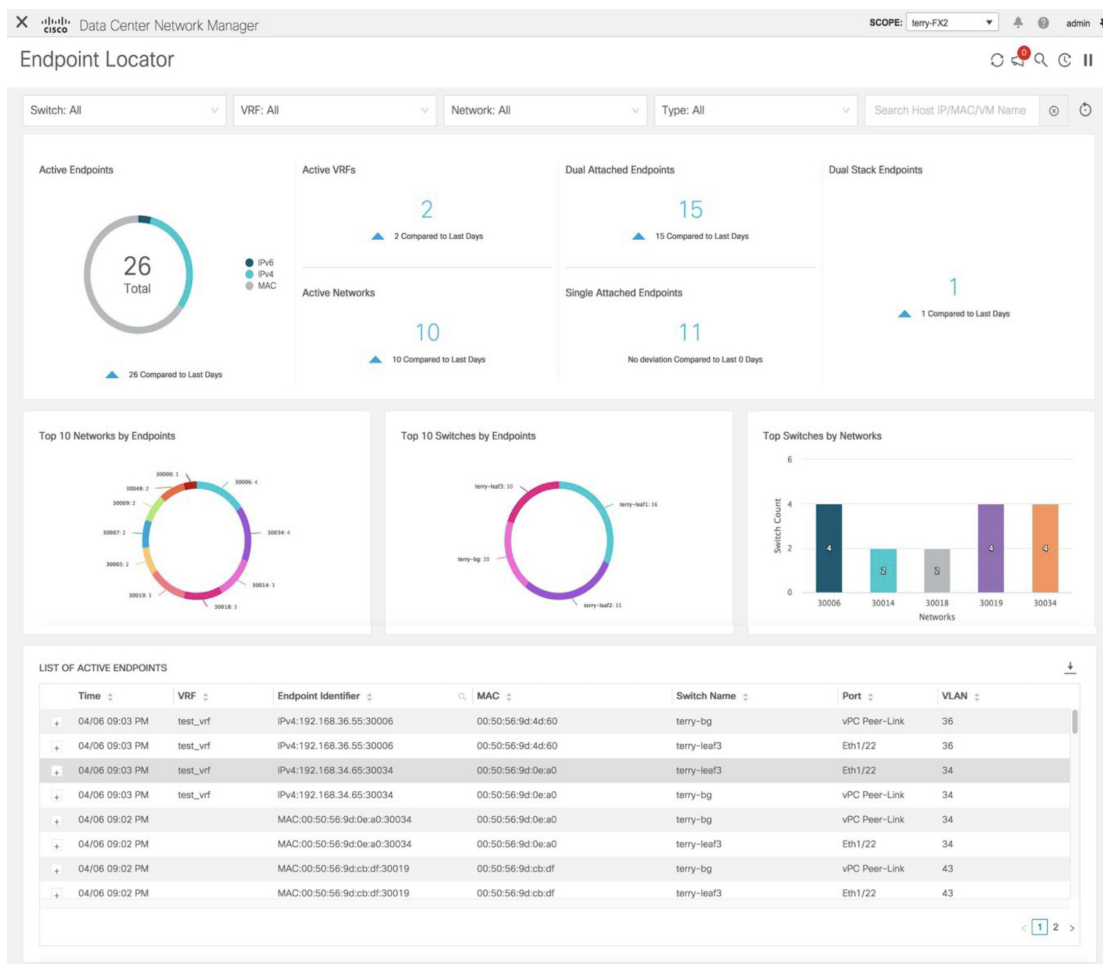 CISCO Data Center Network Manager
SCOPE: terry-FX2
admin
Endpoint Locator
0
Switch: All
VRF: All
Network: All
Type: All
Search Host IP/MAC/VM Name
Active Endpoints
26
Total
IPv6
IPv4
MAC
26 Compared to Last Days
Active VRFs
2
2 Compared to Last Days
Active Networks
10
10 Compared to Last Days
Dual Attached Endpoints
15
15 Compared to Last Days
Single Attached Endpoints
11
No deviation Compared to Last 0 Days
Dual Stack Endpoints
1
1 Compared to Last Days
Top 10 Networks by Endpoints
30006: 4
30034: 4
30014: 3
30018: 3
30019: 3
30007: 2
30009: 2
30048: 2
Top 10 Switches by Endpoints
terry-leaf3: 10
terry-leaf1: 16
terry-bg: 10
terry-leaf2: 15
Top Switches by Networks
Switch Count
6
4
2
0
4
2
2
4
4
30006 30014 30018 30019 30034
Networks
LIST OF ACTIVE ENDPOINTS
Time VRF Endpoint Identifier MAC Switch Name Port VLAN
04/06 09:03 PM test_vrf IPv4:192.168.36.55:30006 00:50:56:9d:4d:60 terry-bg vPC Peer-Link 36
04/06 09:03 PM test_vrf IPv4:192.168.36.55:30006 00:50:56:9d:4d:60 terry-leaf3 Eth1/22 36
04/06 09:03 PM test_vrf IPv4:192.168.34.65:30034 00:50:56:9d:0e:a0 terry-leaf3 Eth1/22 34
04/06 09:03 PM test_vrf IPv4:192.168.34.65:30034 00:50:56:9d:0e:a0 terry-bg vPC Peer-Link 34
04/06 09:02 PM MAC:00:50:56:9d:0e:a0:30034 00:50:56:9d:0e:a0 terry-bg vPC Peer-Link 34
04/06 09:02 PM MAC:00:50:56:9d:0e:a0:30034 00:50:56:9d:0e:a0 terry-leaf3 Eth1/22 34
04/06 09:02 PM MAC:00:50:56:9d:cb:df:30019 00:50:56:9d:cb:df terry-bg vPC Peer-Link 43
04/06 09:02 PM MAC:00:50:56:9d:cb:df:30019 00:50:56:9d:cb:df terry-leaf3 Eth1/22 43
< 1 2 >